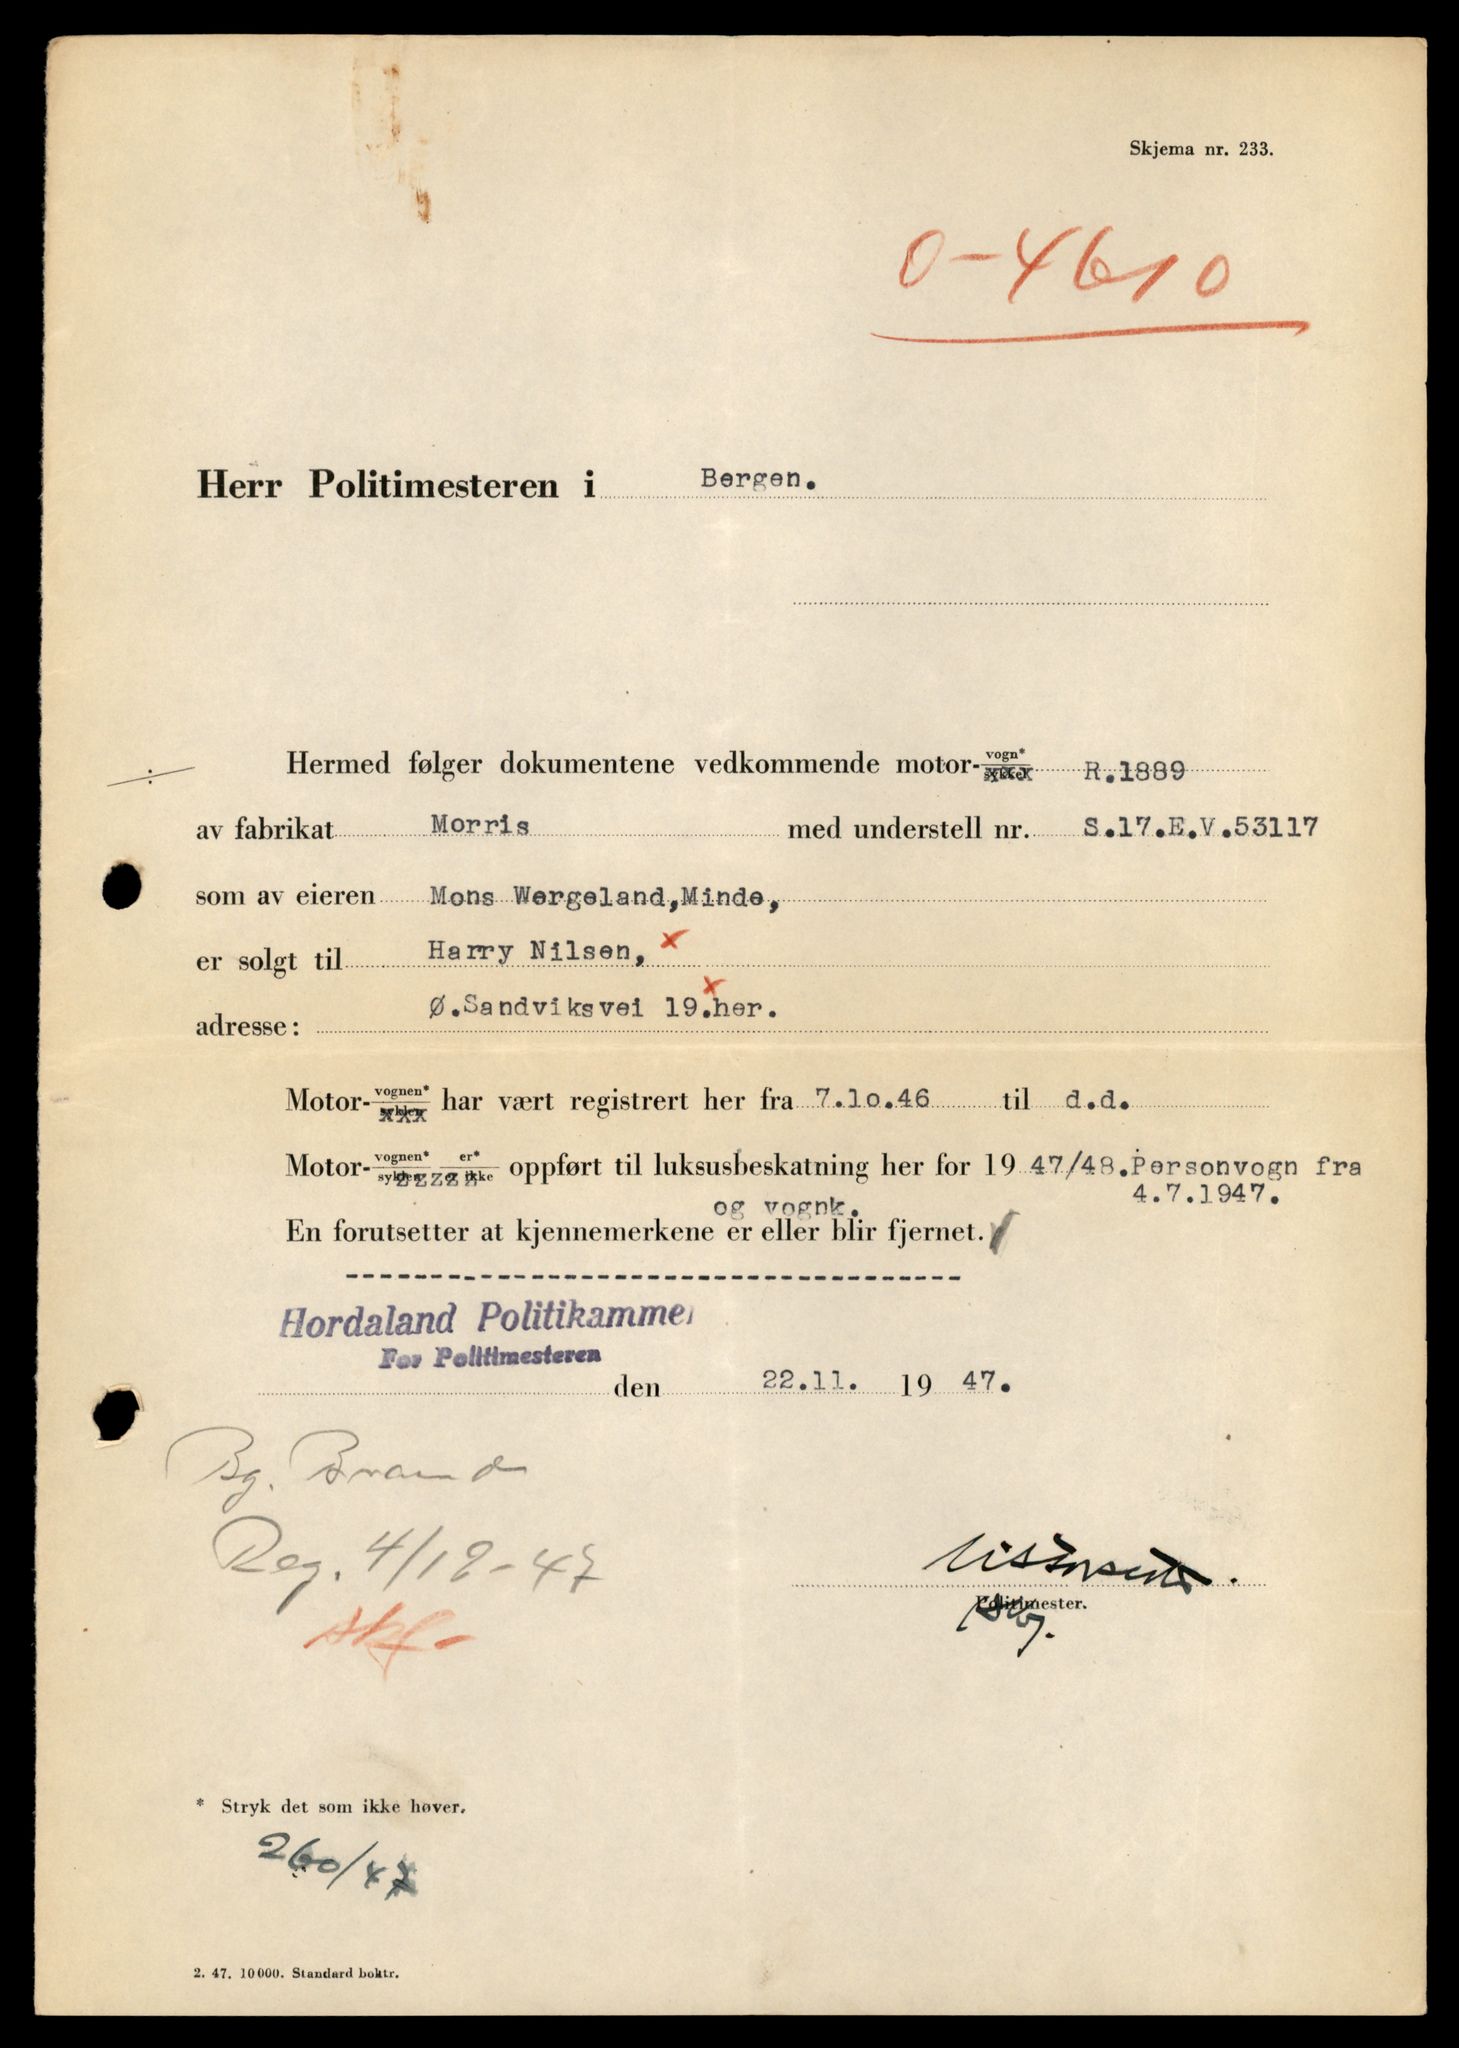 Skjema nr. 233.
O-4610
Herr Politimesteren i Bergen.
Hermed følger dokumentene vedkommende motor-vogn* R.1889
av fabrikat Morris med understell nr. S.17.E.V.53117
som av eieren Mons Wergeland,Minde,
er solgt til Harry Nilsen, x
adresse: Ø.Sandviksvei 19.her. x
Motor-vognen* har vært registrert her fra 7.10.46 til d.d.
Motor-vognen* er* oppført til luksusbeskatning her for 19 47/48.Personvogn fra
4.7.1947.
og vognk.
En forutsetter at kjennemerkene er eller blir fjernet.
Hordaland Politikammer
For Politimesteren
den 22.11. 19 47.
Bg. Brand
Reg. 4/12-47
Politimester.
* Stryk det som ikke høver.
260/47
2. 47. 10 000. Standard boktr.